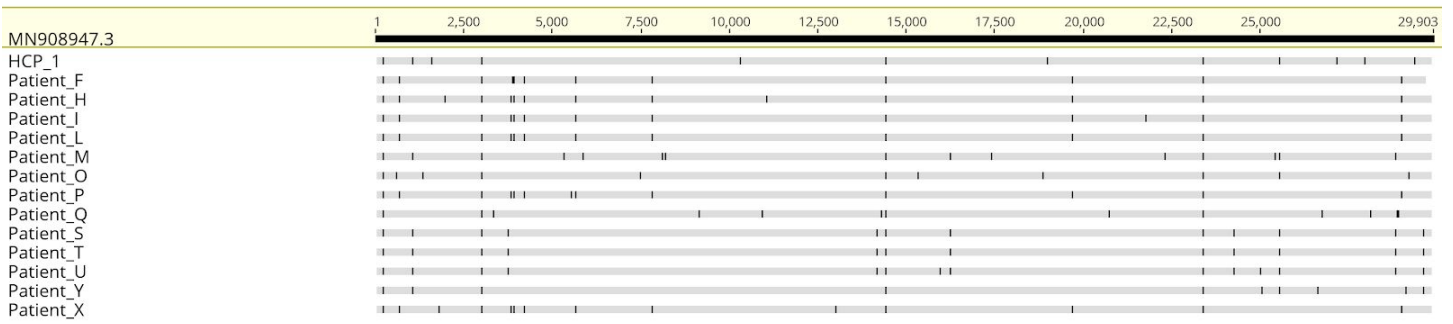 1 2,500 5,000 7,500 10,000 12,500 15,000 17,500 20,000 22,500 25,000 29,903
MN908947.3
HCP_1
Patient_F
Patient_H
Patient_I
Patient_L
Patient_M
Patient_O
Patient_P
Patient_Q
Patient_S
Patient_T
Patient_U
Patient_Y
Patient_X